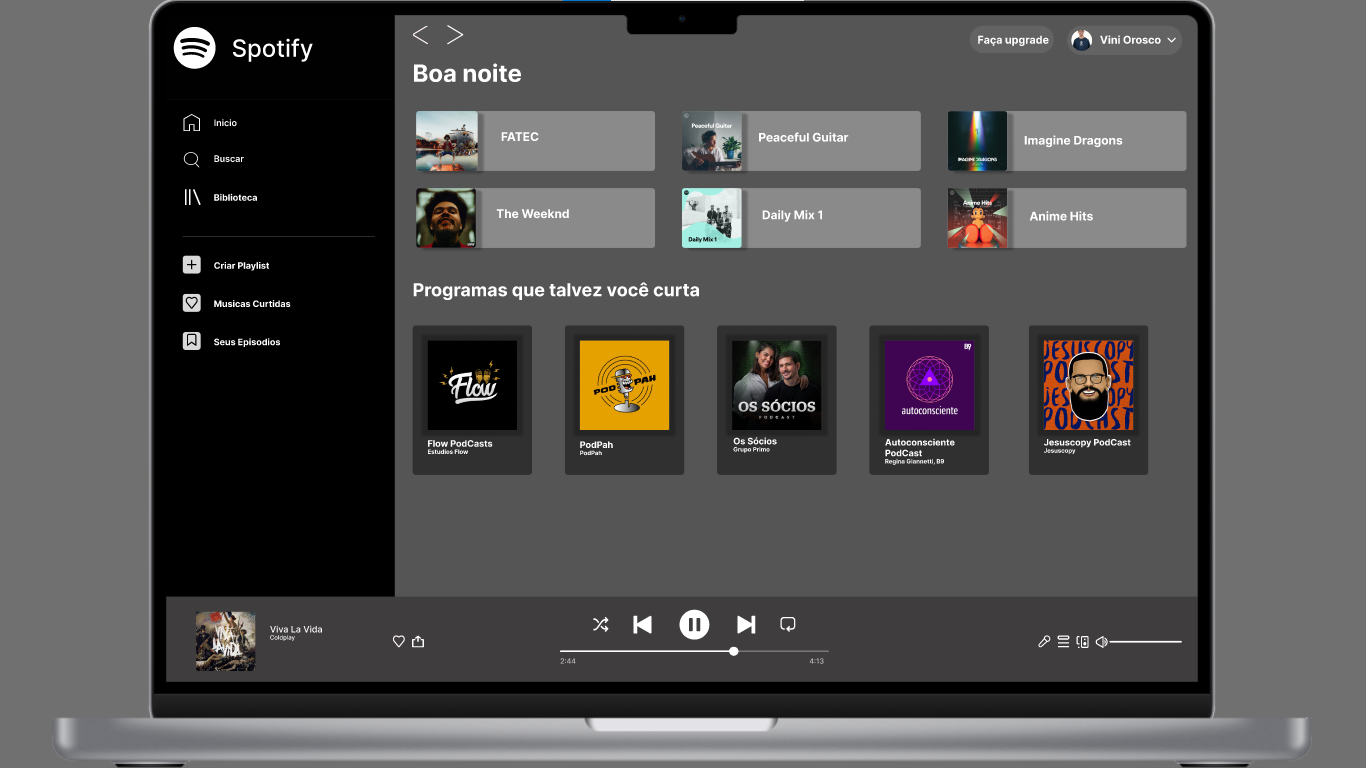 Spotify
Faça upgrade
Vini Orosco
Boa noite
Inicio
Buscar
Biblioteca
Criar Playlist
Musicas Curtidas
Seus Episodios
FATEC
Peaceful Guitar
Peaceful Guitar
IMAGINE DRAGONS
Imagine Dragons
The Weeknd
Daily Mix 1
Daily Mix 1
Anime Hits
Anime Hits
Programas que talvez você curta
Flow
Flow PodCasts
Estudios Flow
PODPAH
PodPah
PodPah
OS SÓCIOS
PODCAST
Os Sócios
Grupo Primo
B9
autoconsciente
Autoconsciente
PodCast
Regina Giannetti, B9
JESUSCOPY
PODCAST
Jesuscopy PodCast
Jesuscopy
VIVA
LA VIDA
Viva La Vida
Coldplay
2:44
4:13